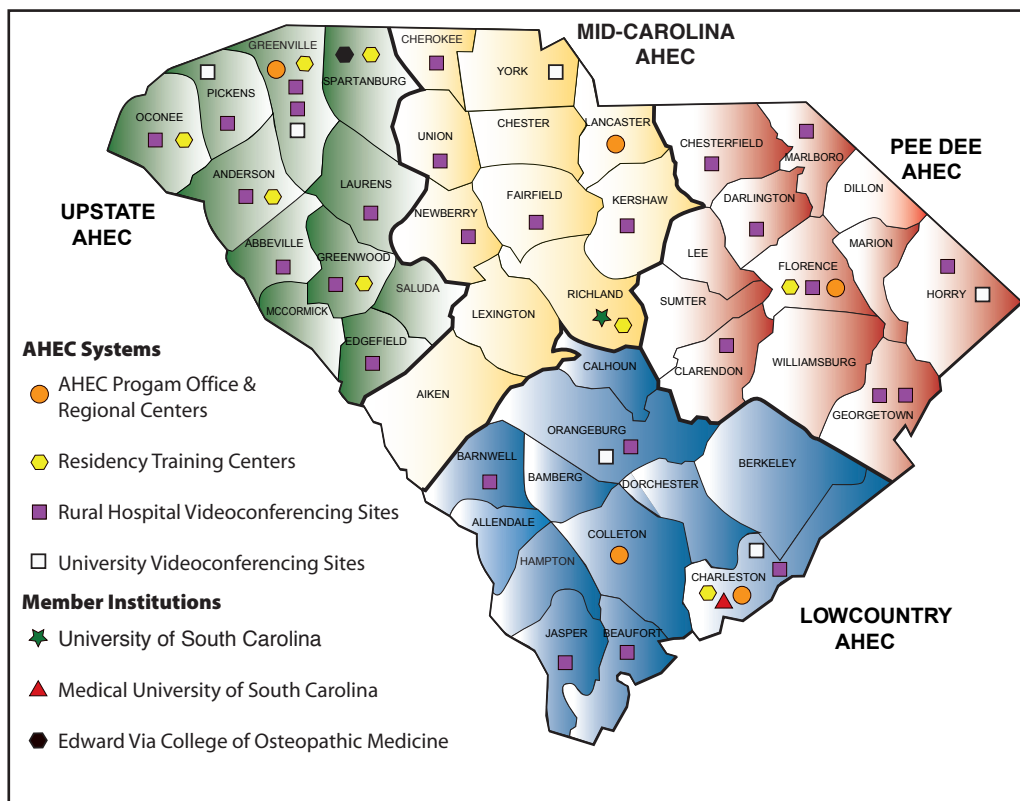 MID-CAROLINA
AHEC
GREENVILLE
CHEROKEE
YORK
SPARTANBURG
PICKENS
OCONEE
UNION
CHESTER
LANCASTER
CHESTERFIELD
MARLBORO
PEE DEE
AHEC
DILLON
ANDERSON
LAURENS
NEWBERRY
FAIRFIELD
KERSHAW
DARLINGTON
UPSTATE
AHEC
ABBEVILLE
GREENWOOD
LEE
FLORENCE
MARION
MCCORMICK
SALUDA
LEXINGTON
RICHLAND
SUMTER
HORRY
EDGEFIELD
CALHOUN
CLARENDON
WILLIAMSBURG
AIKEN
GEORGETOWN
ORANGEBURG
BARNWELL
BAMBERG
DORCHESTER
BERKELEY
ALLENDALE
COLLETON
HAMPTON
CHARLESTON
JASPER
BEAUFORT
LOWCOUNTRY
AHEC
AHEC Systems
AHEC Progam Office &
Regional Centers
Residency Training Centers
Rural Hospital Videoconferencing Sites
University Videoconferencing Sites
Member Institutions
University of South Carolina
Medical University of South Carolina
Edward Via College of Osteopathic Medicine